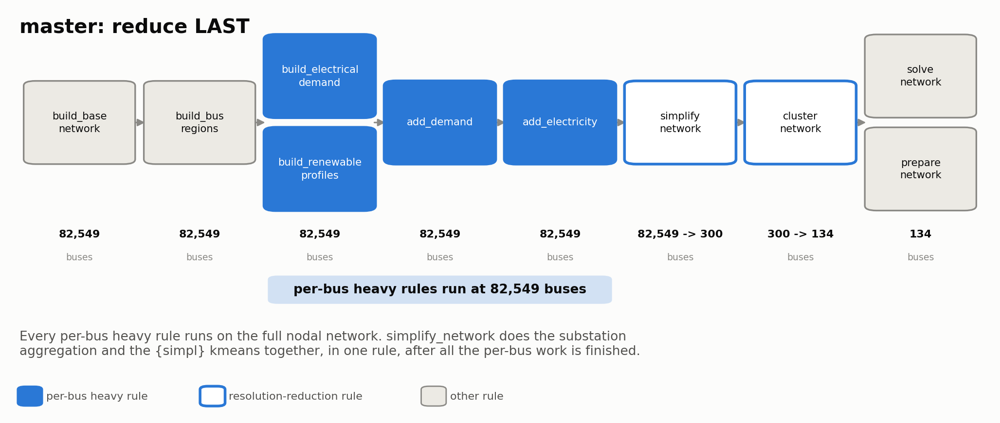 master: reduce LAST
build_base
network
build_bus
regions
build_electrical
demand
build_renewable
profiles
add_demand
add_electricity
simplify
network
cluster
network
solve
network
prepare
network
82,549
buses
82,549
buses
82,549
buses
82,549
buses
82,549
buses
82,549 -> 300
buses
300 -> 134
buses
134
buses
per-bus heavy rules run at 82,549 buses
Every per-bus heavy rule runs on the full nodal network. simplify_network does the substation
aggregation and the {simpl} kmeans together, in one rule, after all the per-bus work is finished.
per-bus heavy rule
resolution-reduction rule
other rule